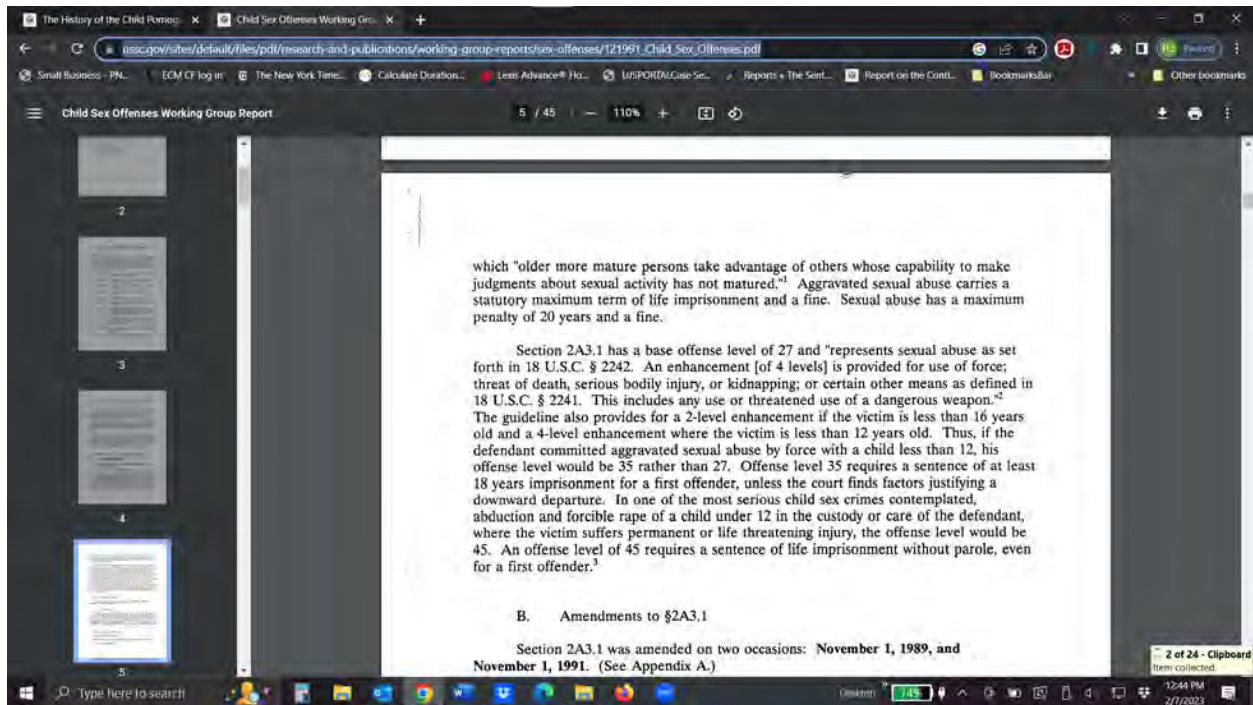 The History of the Child Pornog
Child Sex Offenses Working Gro
ussc.gov/sites/default/files/pdf/research-and-publications/working-group-reports/sex-offenses/121991_Child_Sex_Offenses.pdf
Small Business - PN... ECM CF log in The New York Time... Calculate Duration... Lexis Advance® Ho... Reports + The Sent... Report on the Conti... BookmarksBar » Other bookmarks
Child Sex Offenses Working Group Report 5 / 45 — 110% +
2
3
4
5
which "older more mature persons take advantage of others whose capability to make
judgments about sexual activity has not matured."1 Aggravated sexual abuse carries a
statutory maximum term of life imprisonment and a fine. Sexual abuse has a maximum
penalty of 20 years and a fine.
Section 2A3.1 has a base offense level of 27 and "represents sexual abuse as set
forth in 18 U.S.C. § 2242. An enhancement [of 4 levels] is provided for use of force;
threat of death, serious bodily injury, or kidnapping; or certain other means as defined in
18 U.S.C. § 2241. This includes any use or threatened use of a dangerous weapon."2
The guideline also provides for a 2-level enhancement if the victim is less than 16 years
old and a 4-level enhancement where the victim is less than 12 years old. Thus, if the
defendant committed aggravated sexual abuse by force with a child less than 12, his
offense level would be 35 rather than 27. Offense level 35 requires a sentence of at least
18 years imprisonment for a first offender, unless the court finds factors justifying a
downward departure. In one of the most serious child sex crimes contemplated,
abduction and forcible rape of a child under 12 in the custody or care of the defendant,
where the victim suffers permanent or life threatening injury, the offense level would be
45. An offense level of 45 requires a sentence of life imprisonment without parole, even
for a first offender.3
B. Amendments to §2A3.1
Section 2A3.1 was amended on two occasions: November 1, 1989, and
November 1, 1991. (See Appendix A.)
2 of 24 - Clipboard
Item collected.
Type here to search
Desktop » 74%
12:44 PM
2/7/2023